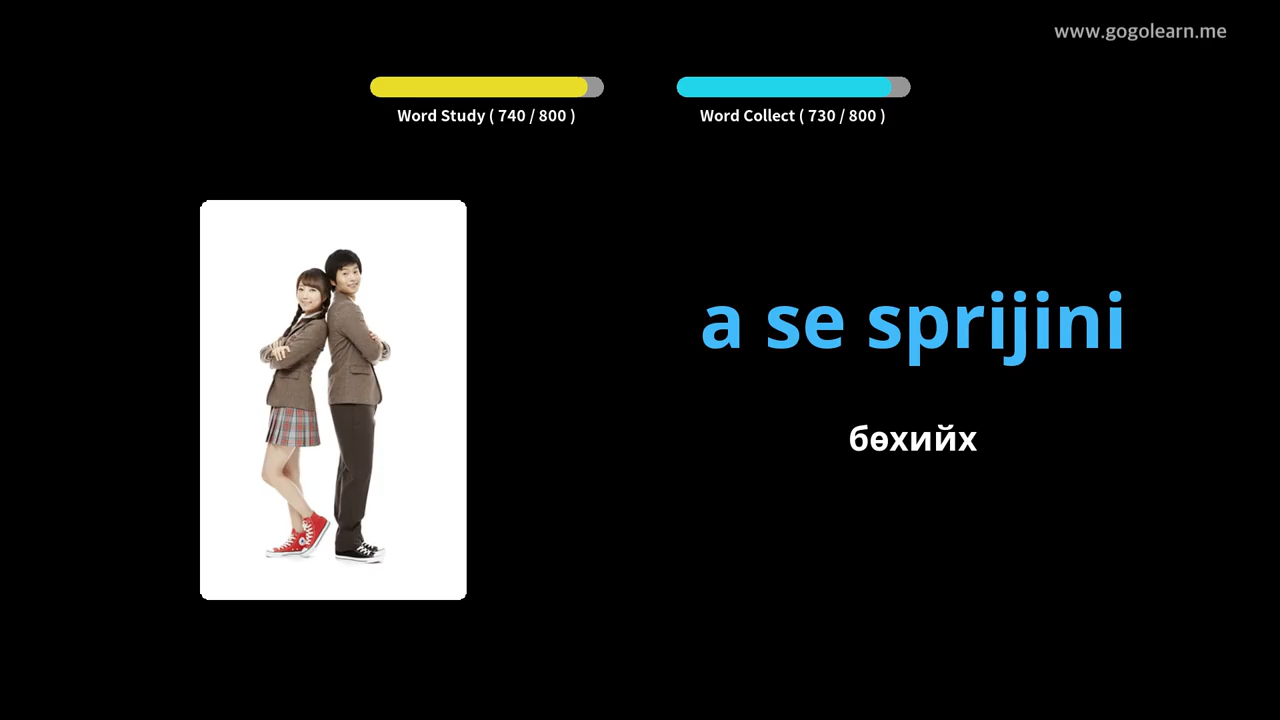 www.gogolearn.me
Word Study ( 740 / 800 )
Word Collect ( 730 / 800 )
a se sprijini
бөхийх